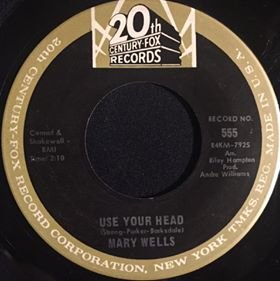 20th
CENTURY-FOX
RECORDS
RECORD NO.
555
R4KM-7925
Conrad &
Shakewell -
BMI
Time: 2:10
Arr.
Riley Hampton
Prod.
Andre Williams
USE YOUR HEAD
(Shang-Parker-Barksdale)
MARY WELLS
20th CENTURY-FOX RECORD CORPORATION, NEW YORK TMKS. REG. MADE IN U.S.A.